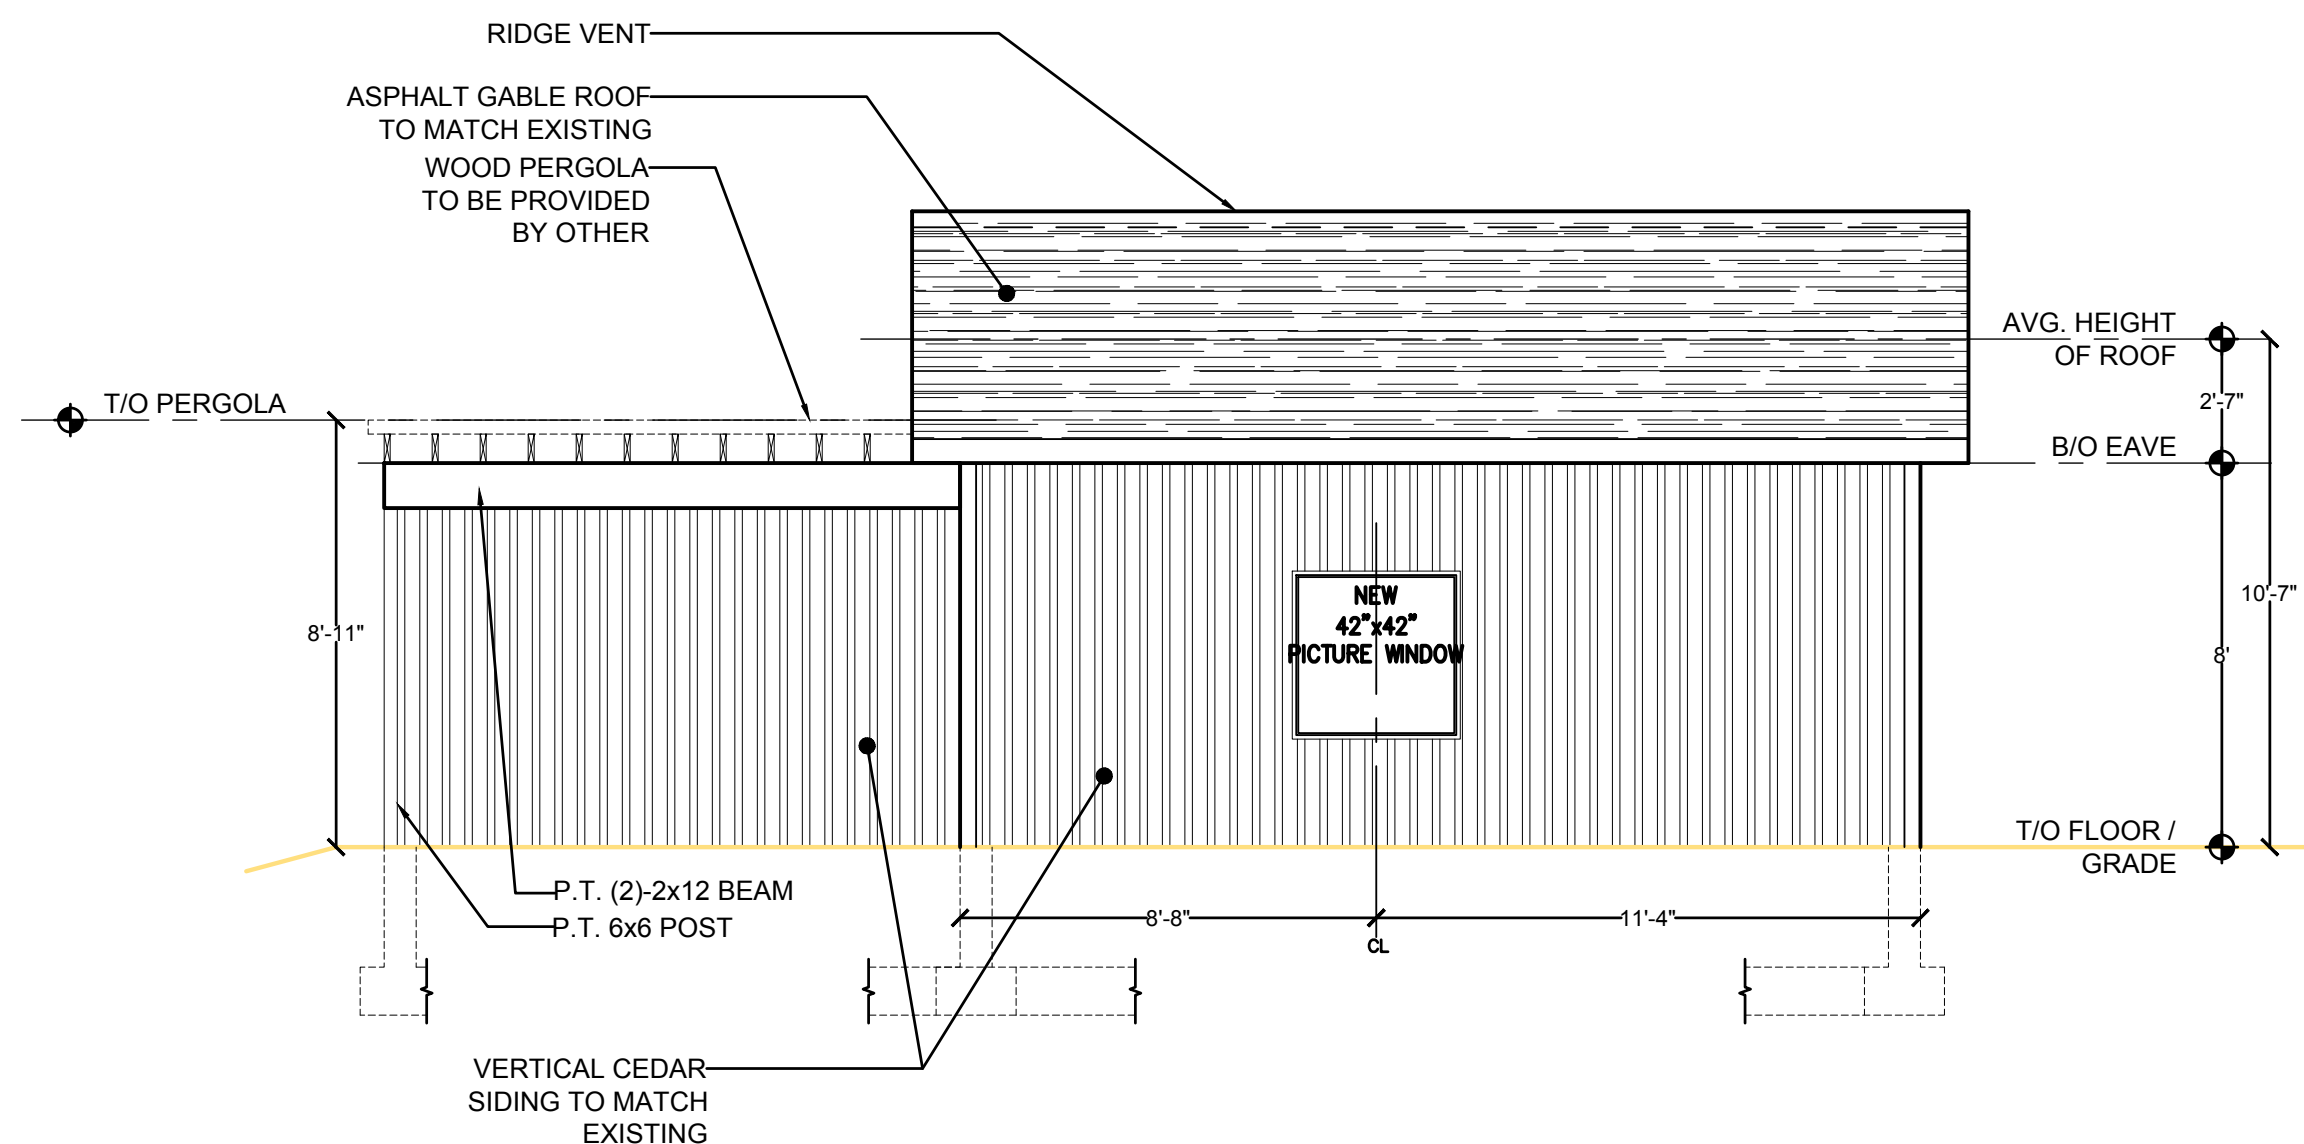 RIDGE VENT
ASPHALT GABLE ROOF
TO MATCH EXISTING
WOOD PERGOLA
TO BE PROVIDED
BY OTHER
AVG. HEIGHT
OF ROOF
T/O PERGOLA
2'-7"
B/O EAVE
NEW
42"x42"
PICTURE WINDOW
10'-7"
8'-11"
8'
T/O FLOOR /
GRADE
P.T. (2)-2x12 BEAM
P.T. 6x6 POST
8'-8"
11'-4"
CL
VERTICAL CEDAR
SIDING TO MATCH
EXISTING